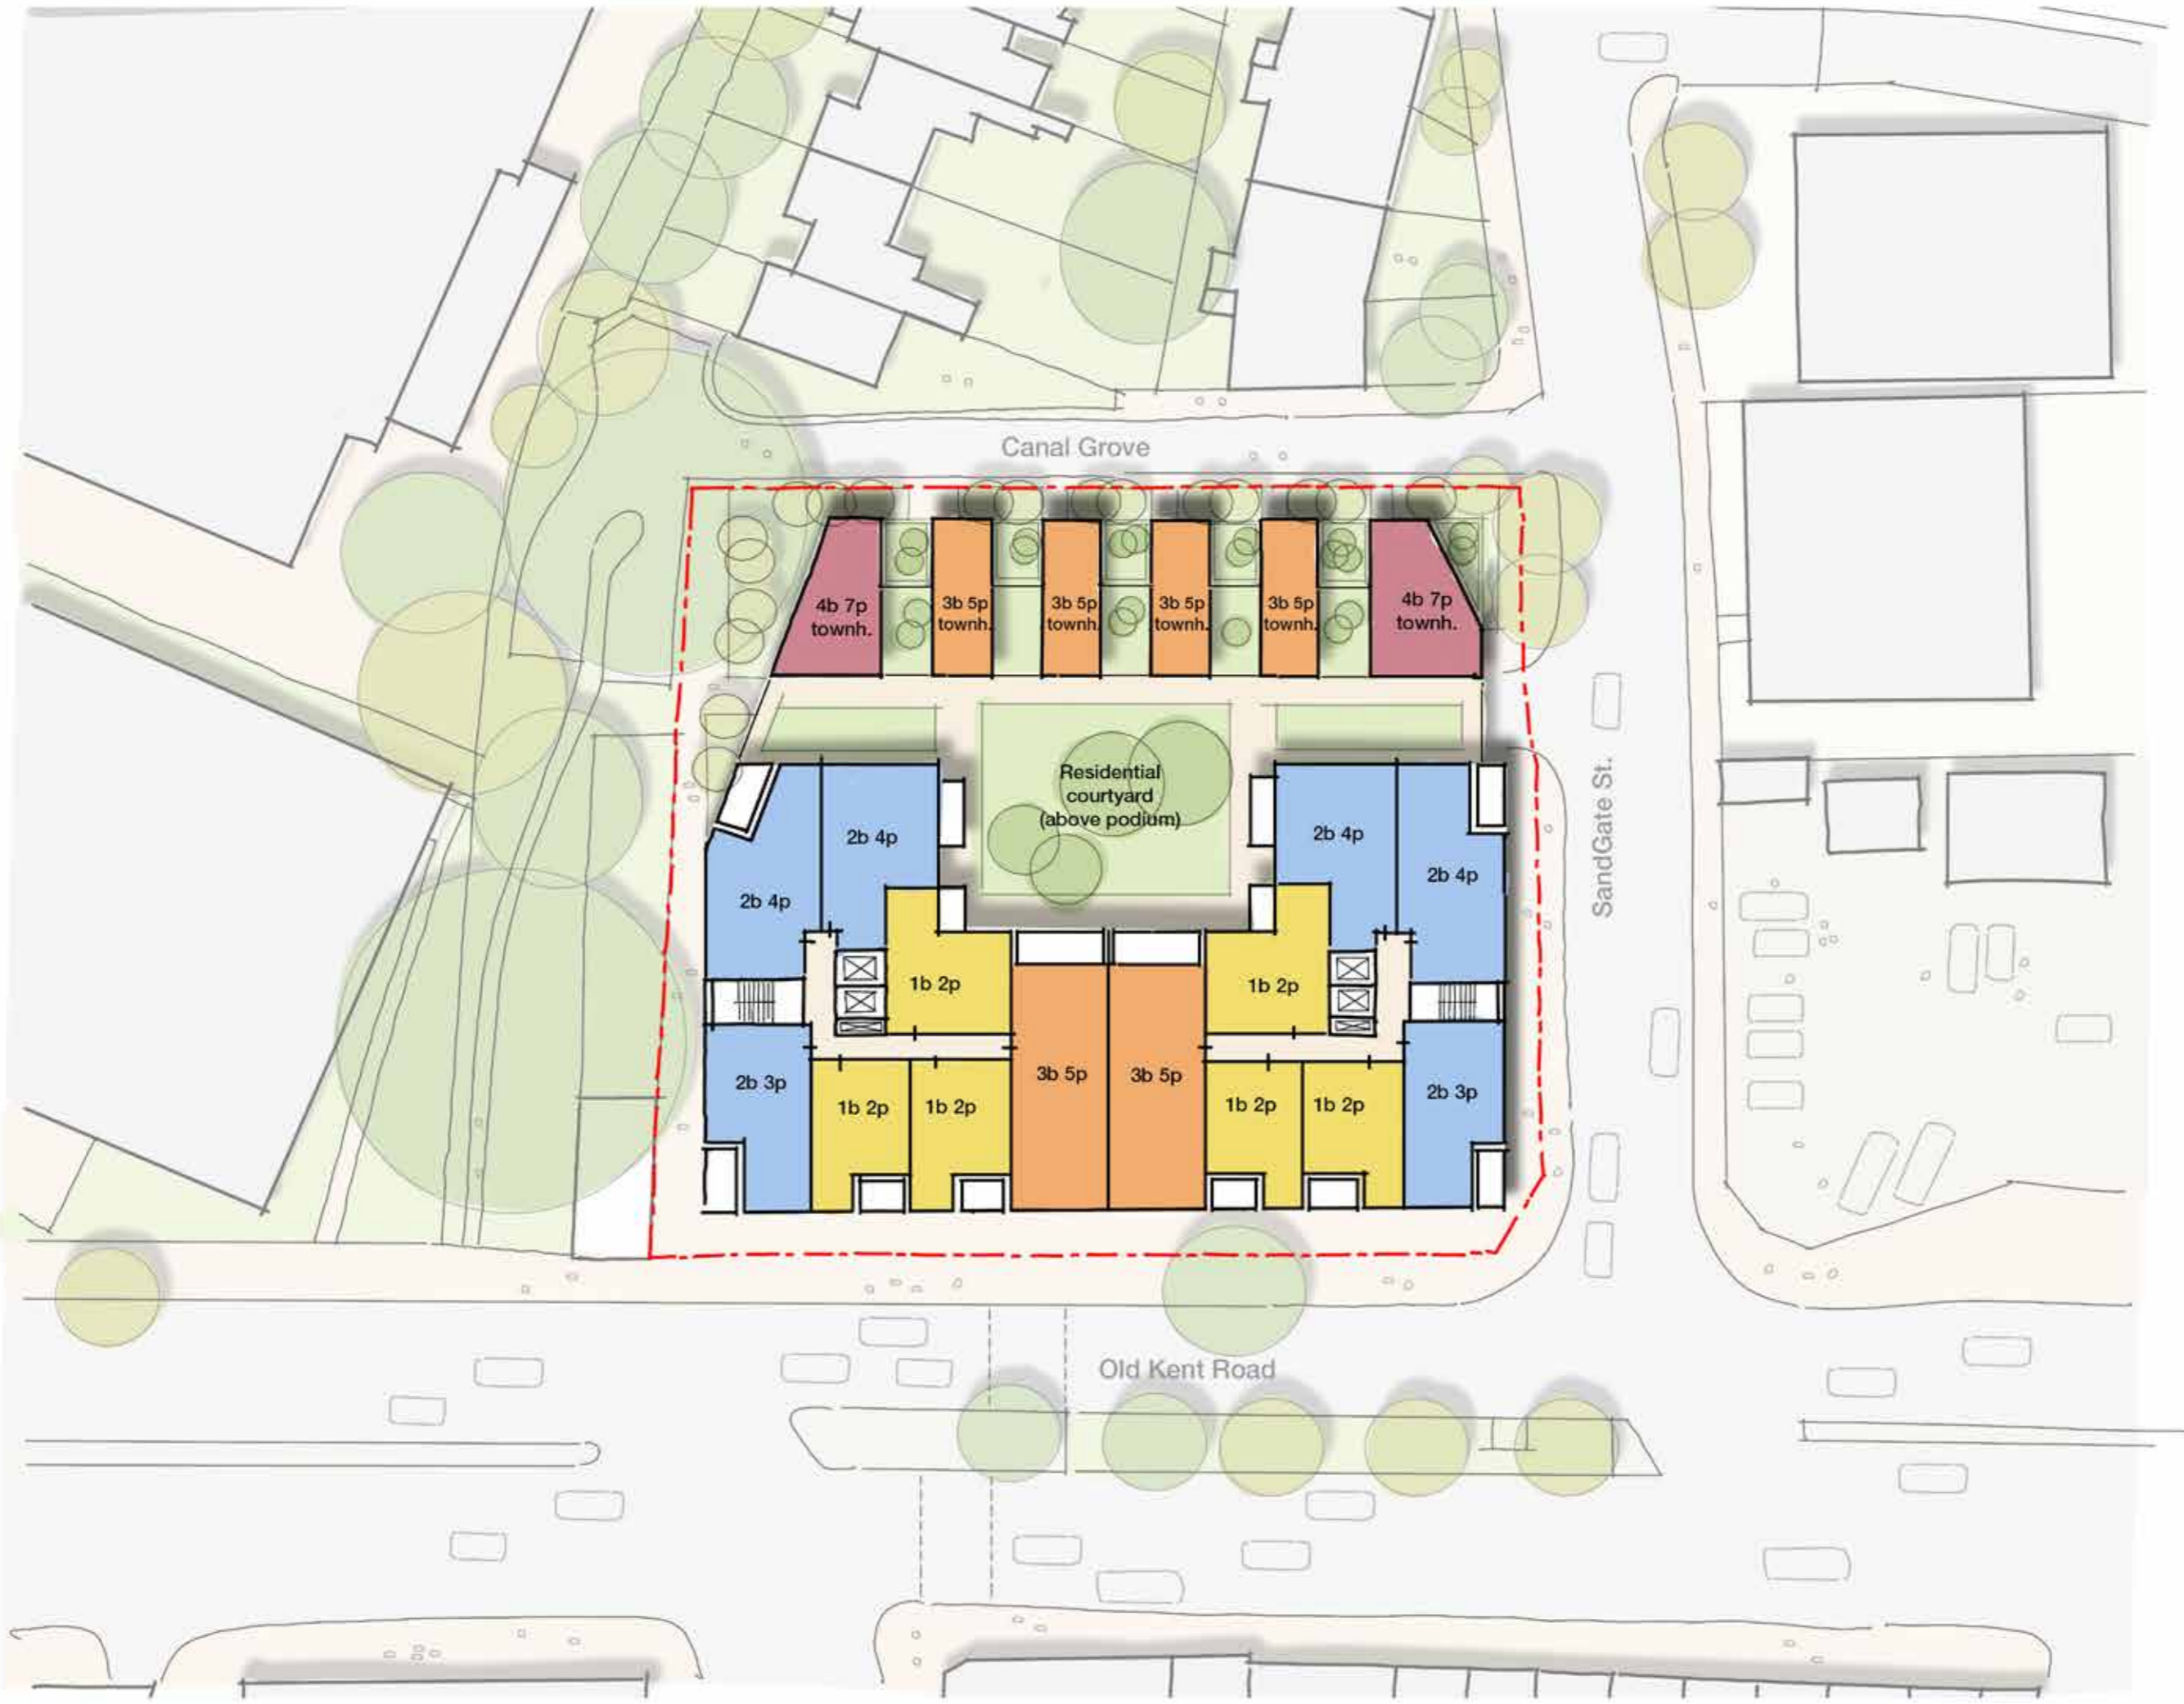 Canal Grove
4b 7p
townh.
3b 5p
townh.
3b 5p
townh.
3b 5p
townh.
3b 5p
townh.
4b 7p
townh.
Residential
courtyard
(above podium)
2b 4p
2b 4p
2b 4p
2b 4p
SandGate St.
1b 2p
1b 2p
2b 3p
1b 2p
1b 2p
3b 5p
3b 5p
1b 2p
1b 2p
2b 3p
Old Kent Road